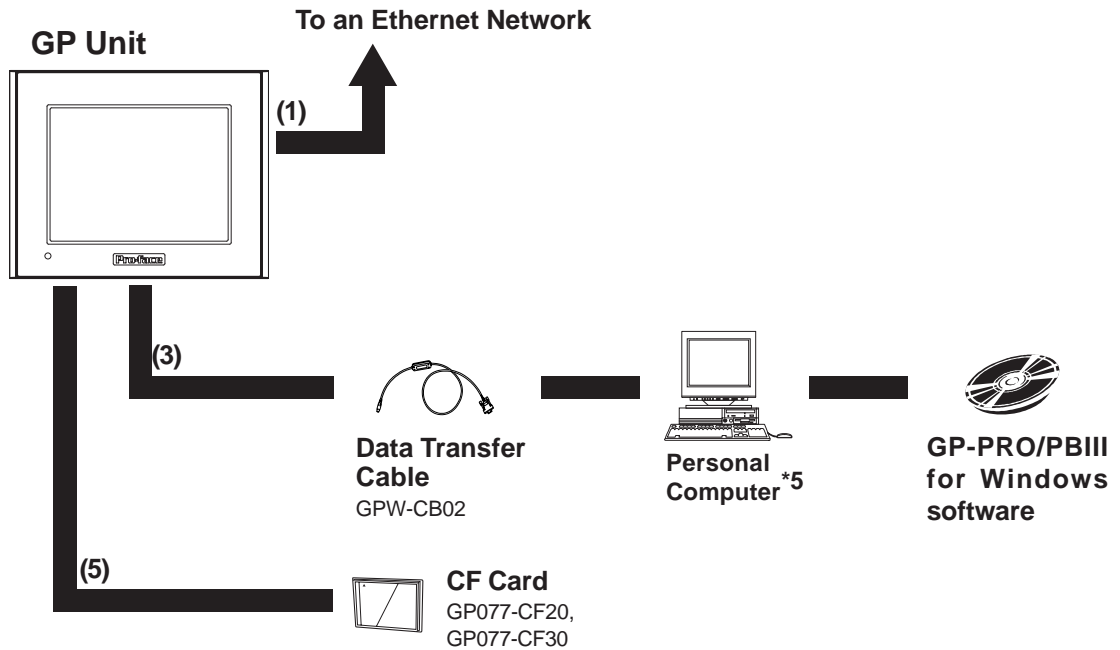 To an Ethernet Network
GP Unit
(1)
Pro-face
(3)
Data Transfer
Cable
GPW-CB02
Personal
Computer*5
GP-PRO/PBIII
for Windows
software
(5)
CF Card
GP077-CF20,
GP077-CF30